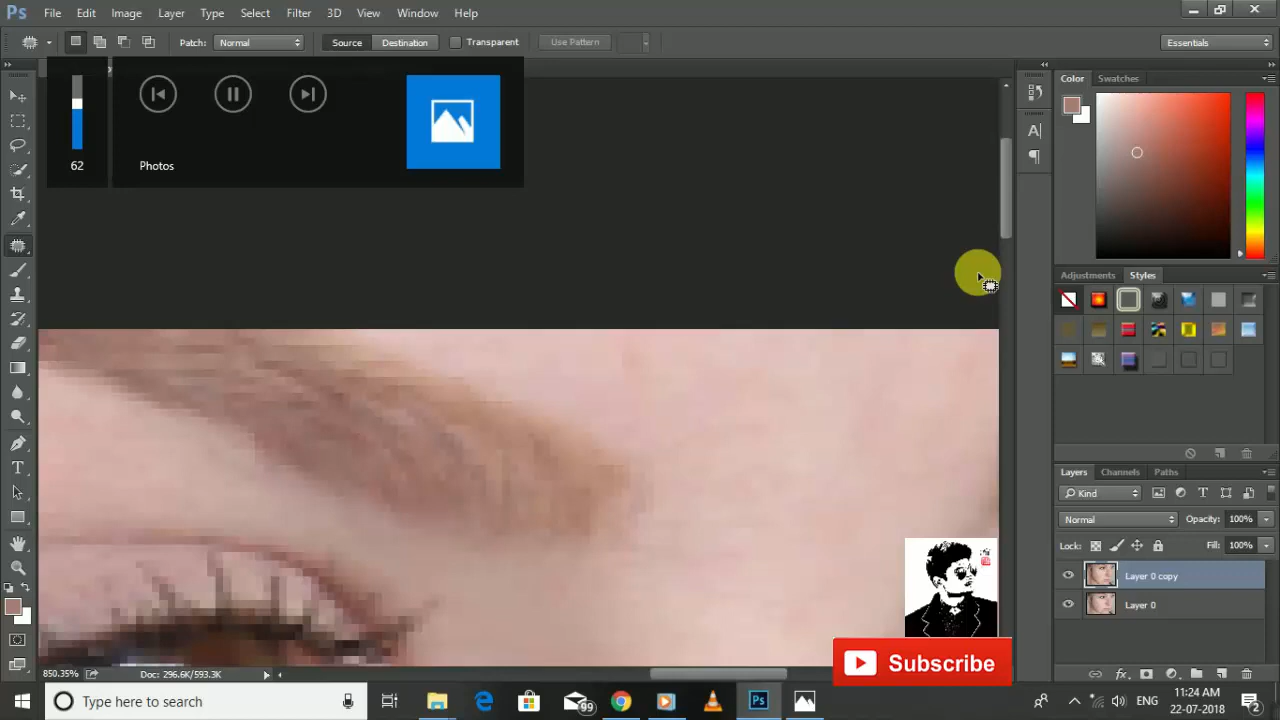 Ps File Edit Image Layer Type Select Filter 3D View Window Help
Patch: Normal Source Destination Transparent Use Pattern Essentials
62 Photos
Color Swatches
Adjustments Styles
Layers Channels Paths
Kind
Normal Opacity: 100%
Lock: Fill: 100%
Layer 0 copy
Layer 0
Subscribe
850.35% Doc: 296.6K/593.3K
Type here to search 99 Ps ENG 11:24 AM
22-07-2018 2